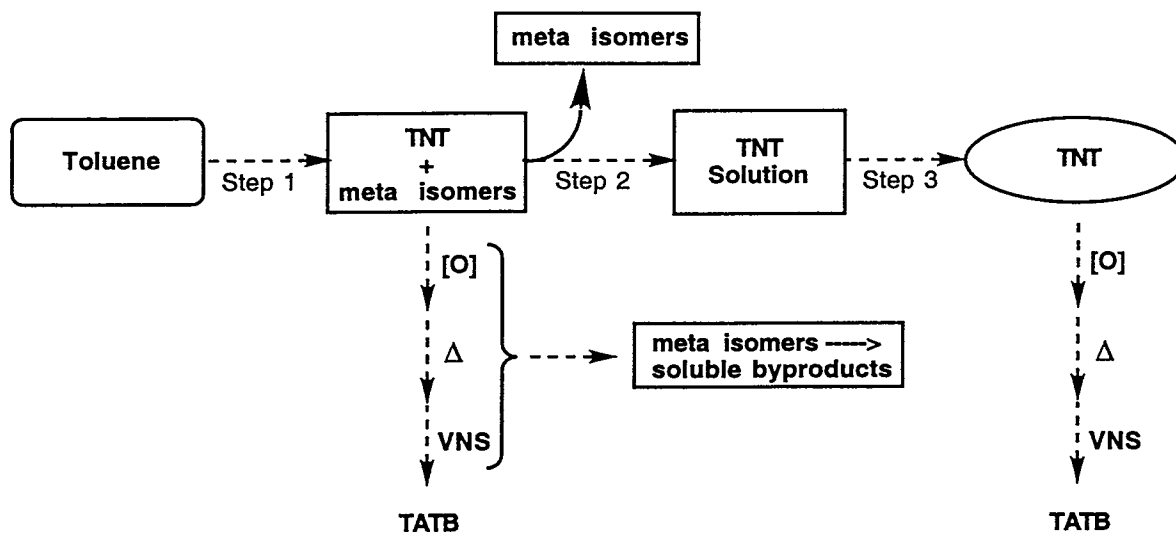 meta isomers
Toluene
Step 1
TNT
+
meta isomers
Step 2
TNT
Solution
Step 3
TNT
[O]
Δ
VNS
TATB
meta isomers ----->
soluble byproducts
[O]
Δ
VNS
TATB